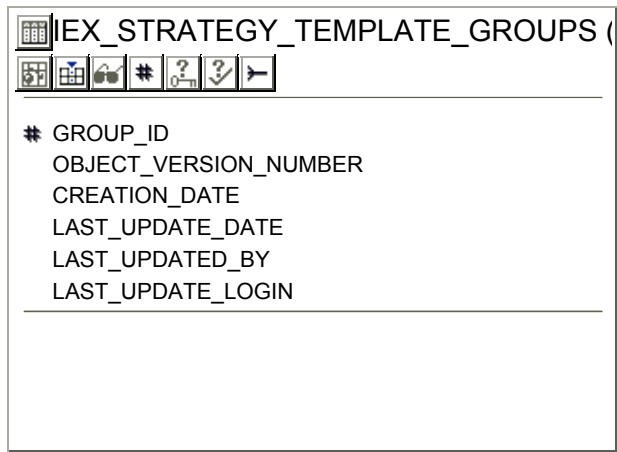 IEX_STRATEGY_TEMPLATE_GROUPS (
# GROUP_ID
OBJECT_VERSION_NUMBER
CREATION_DATE
LAST_UPDATE_DATE
LAST_UPDATED_BY
LAST_UPDATE_LOGIN